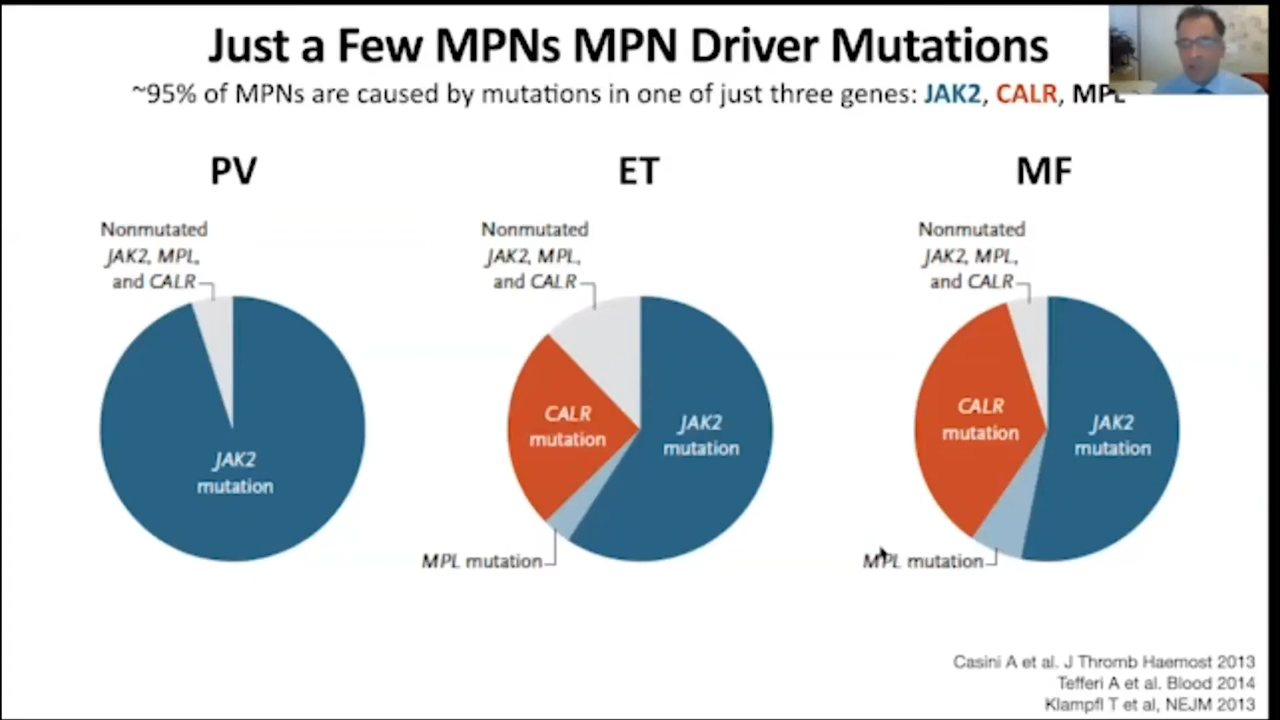 Just a Few MPNs MPN Driver Mutations
~95% of MPNs are caused by mutations in one of just three genes: JAK2, CALR, MPL
PV
Nonmutated
JAK2, MPL,
and CALR
JAK2
mutation
ET
Nonmutated
JAK2, MPL,
and CALR
CALR
mutation
JAK2
mutation
MPL mutation
MF
Nonmutated
JAK2, MPL,
and CALR
CALR
mutation
JAK2
mutation
MPL mutation
Casini A et al. J Thromb Haemost 2013
Tefferi A et al. Blood 2014
Klampfl T et al, NEJM 2013